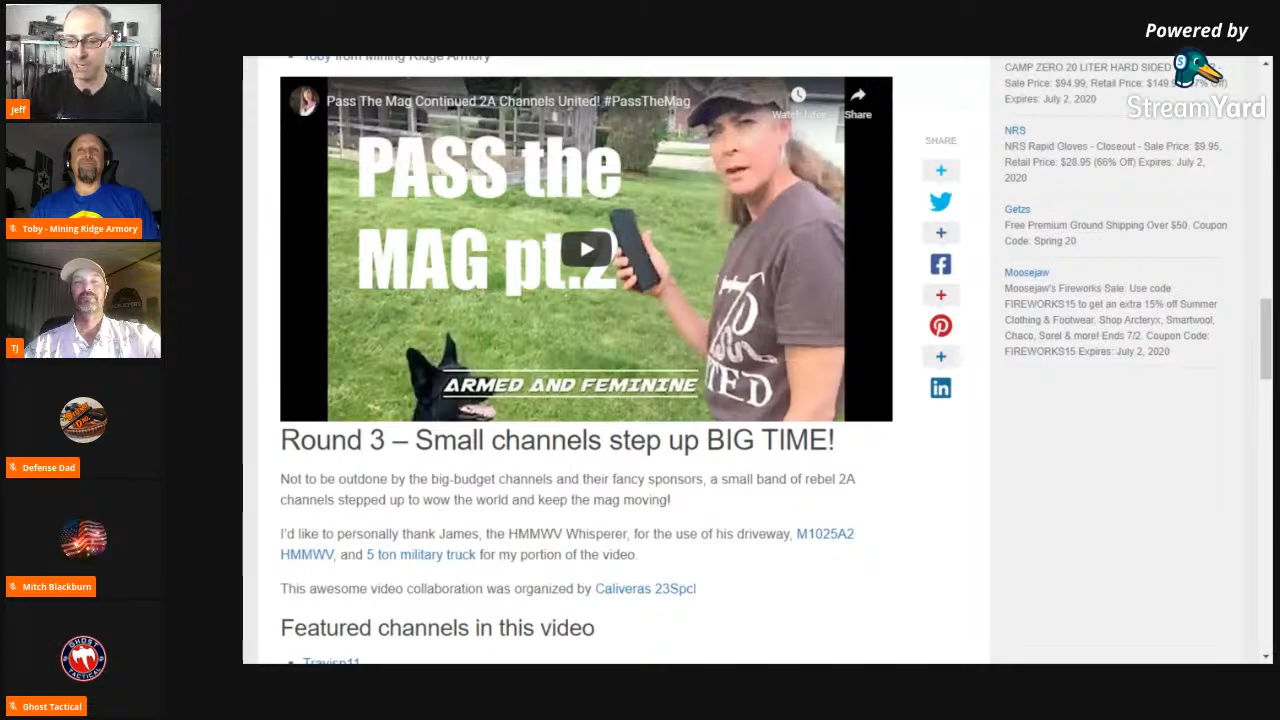 Powered by
StreamYard
Jeff
Toby - Mining Ridge Armory
TJ
Defense Dad
Mitch Blackburn
GHOST
TACTICAL
Ghost Tactical
Toby from Mining Ridge Armory
Pass The Mag Continued 2A Channels United! #PassTheMag
Watch later
Share
PASS the
MAG pt.2
ARMED AND FEMININE
Round 3 – Small channels step up BIG TIME!
Not to be outdone by the big-budget channels and their fancy sponsors, a small band of rebel 2A
channels stepped up to wow the world and keep the mag moving!
I'd like to personally thank James, the HMMWV Whisperer, for the use of his driveway, M1025A2
HMMWV, and 5 ton military truck for my portion of the video.
This awesome video collaboration was organized by Caliveras 23Spcl
Featured channels in this video
Travisp11
SHARE
CAMP ZERO 20 LITER HARD SIDED
Sale Price: $94.99, Retail Price: $149.
Expires: July 2, 2020
NRS
NRS Rapid Gloves - Closeout - Sale Price: $9.95,
Retail Price: $28.95 (66% Off) Expires: July 2,
2020
Getzs
Free Premium Ground Shipping Over $50. Coupon
Code: Spring 20
Moosejaw
Moosejaw's Fireworks Sale: Use code
FIREWORKS15 to get an extra 15% off Summer
Clothing & Footwear. Shop Arcteryx, Smartwool,
Chaco, Sorel & more! Ends 7/2. Coupon Code:
FIREWORKS15 Expires: July 2, 2020